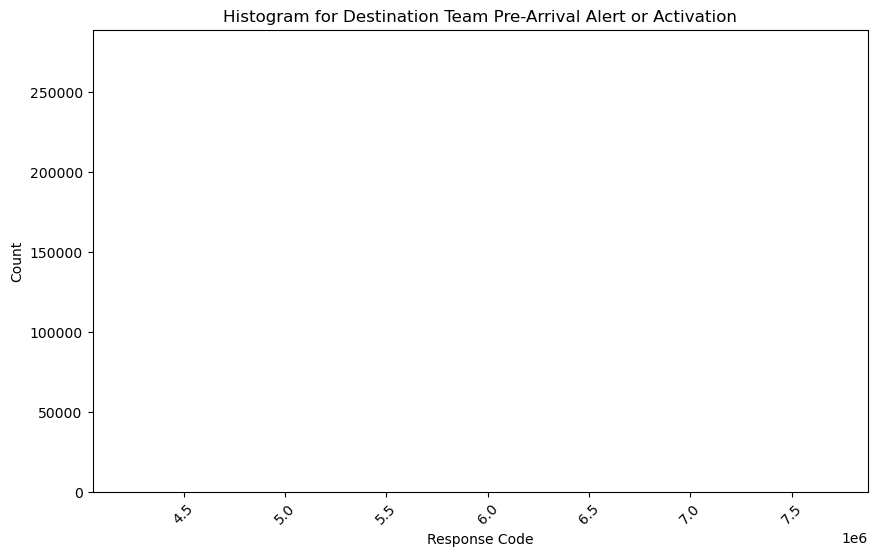 Histogram for Destination Team Pre-Arrival Alert or Activation
Count
250000
200000
150000
100000
50000
0
4.5 5.0 5.5 6.0 6.5 7.0 7.5
1e6
Response Code